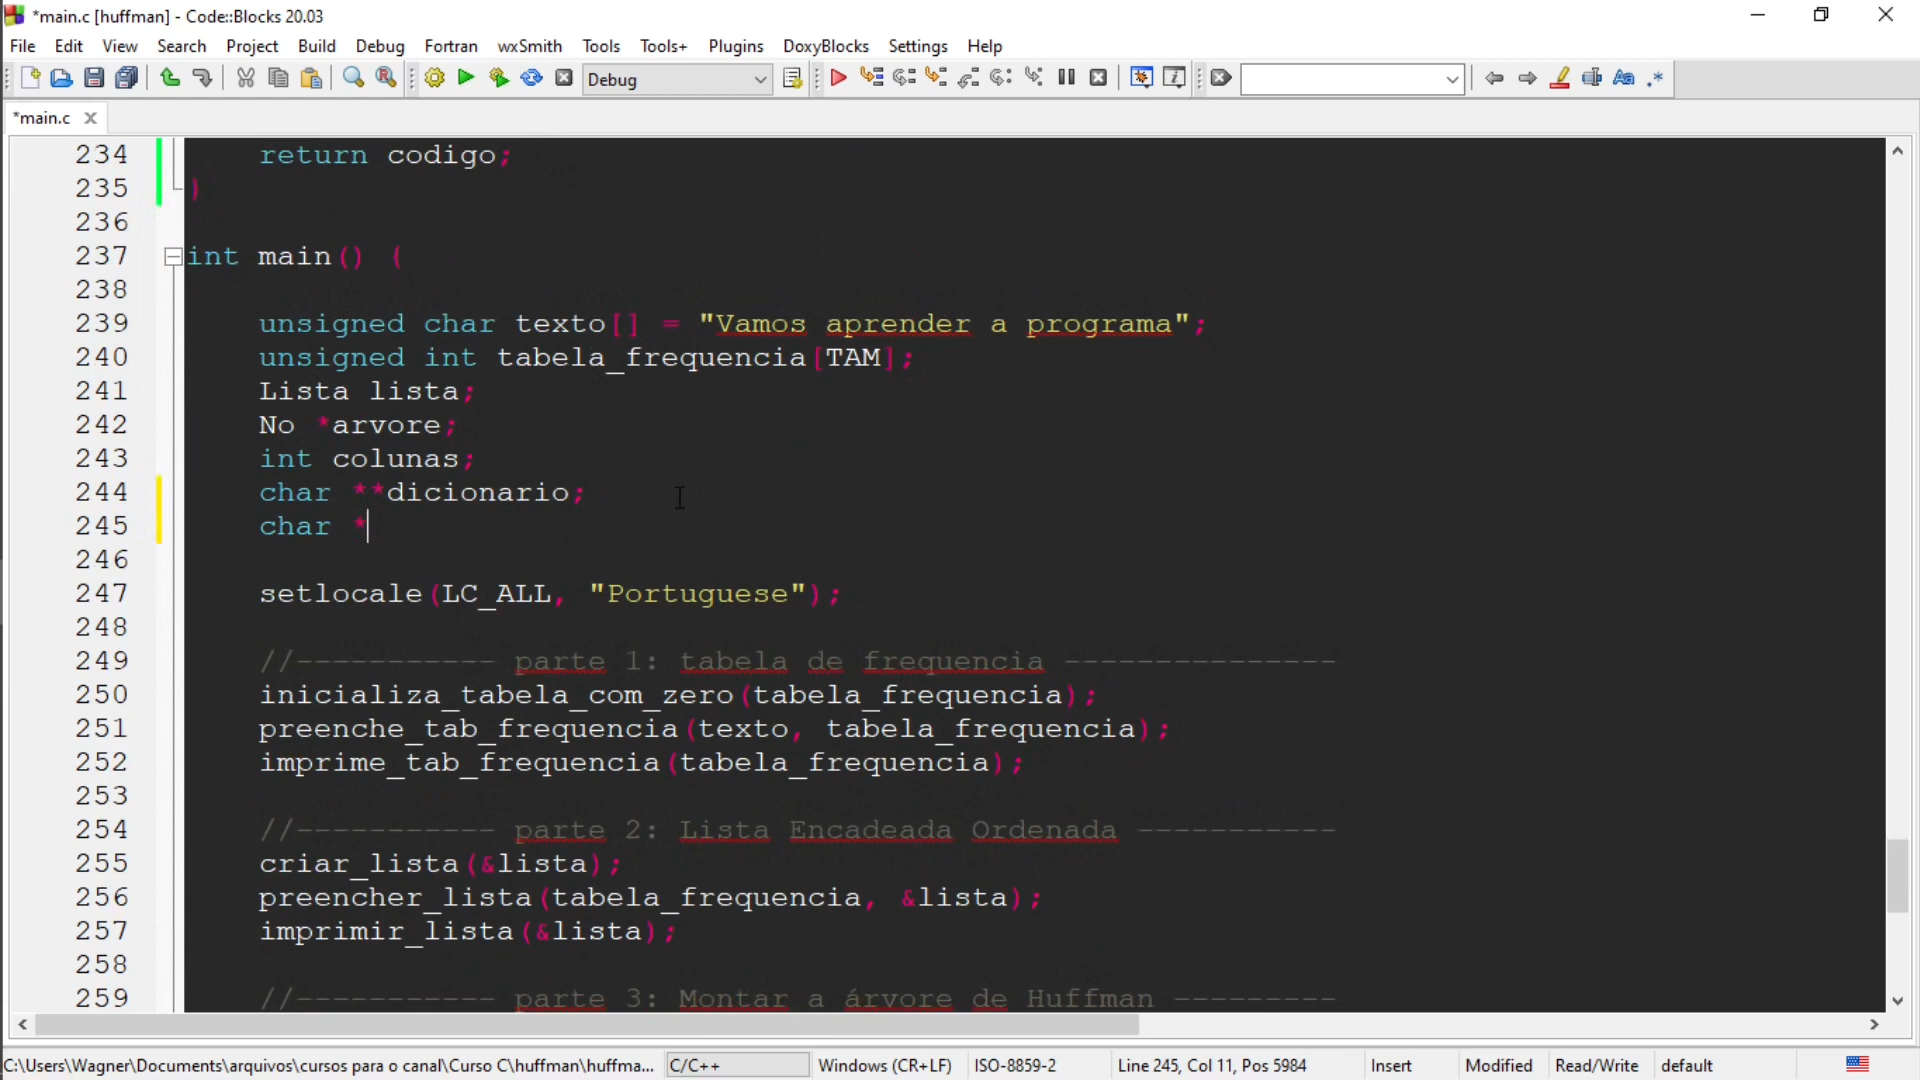 *main.c [huffman] - Code::Blocks 20.03
File Edit View Search Project Build Debug Fortran wxSmith Tools Tools+ Plugins DoxyBlocks Settings Help
Debug
*main.c
234 return codigo;
235 }
236
237 int main() {
238
239 unsigned char texto[] = "Vamos aprender a programa";
240 unsigned int tabela_frequencia[TAM];
241 Lista lista;
242 No *arvore;
243 int colunas;
244 char **dicionario;
245 char *
246
247 setlocale(LC_ALL, "Portuguese");
248
249 //----------- parte 1: tabela de frequencia ---------------
250 inicializa_tabela_com_zero(tabela_frequencia);
251 preenche_tab_frequencia(texto, tabela_frequencia);
252 imprime_tab_frequencia(tabela_frequencia);
253
254 //----------- parte 2: Lista Encadeada Ordenada -----------
255 criar_lista(&lista);
256 preencher_lista(tabela_frequencia, &lista);
257 imprimir_lista(&lista);
258
259 //----------- parte 3: Montar a árvore de Huffman ---------
C:\Users\Wagner\Documents\arquivos\cursos para o canal\Curso C\huffman\huffma... C/C++ Windows (CR+LF) ISO-8859-2 Line 245, Col 11, Pos 5984 Insert Modified Read/Write default